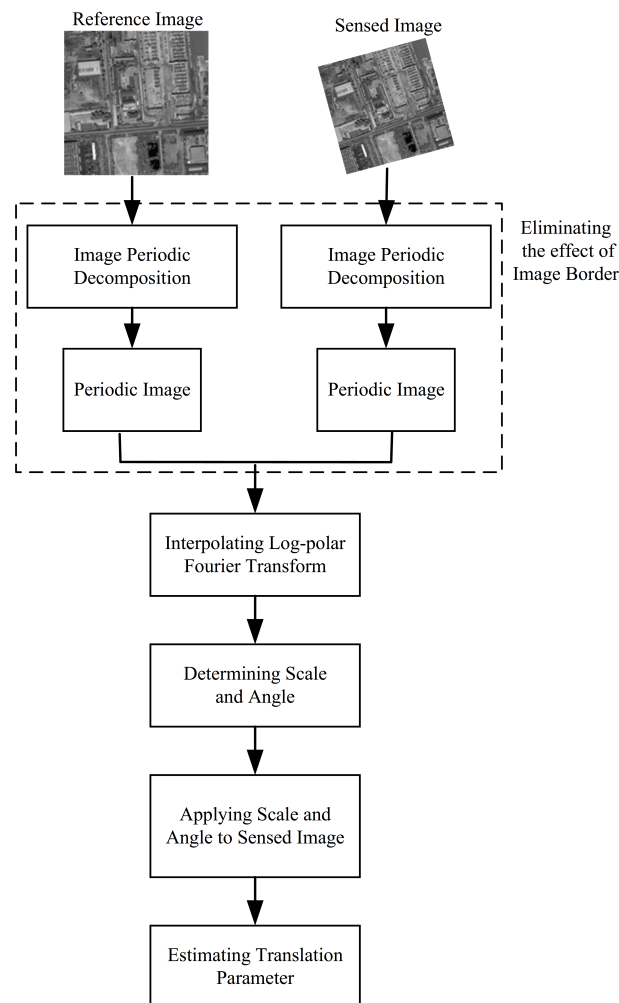 Reference Image
Sensed Image
Image Periodic
Decomposition
Image Periodic
Decomposition
Eliminating
the effect of
Image Border
Periodic Image
Periodic Image
Interpolating Log-polar
Fourier Transform
Determining Scale
and Angle
Applying Scale and
Angle to Sensed Image
Estimating Translation
Parameter